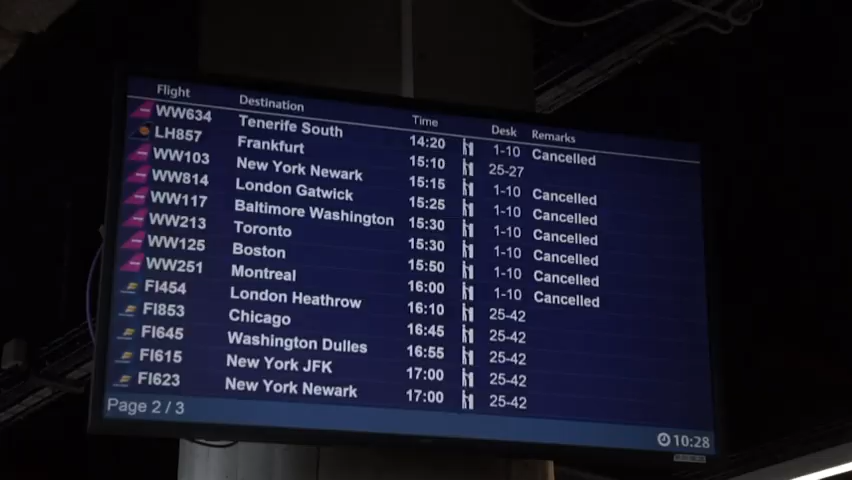 Flight Destination Time Desk Remarks
WW634 Tenerife South 14:20 1-10 Cancelled
LH857 Frankfurt 15:10 25-27
WW103 New York Newark 15:15 1-10 Cancelled
WW814 London Gatwick 15:25 1-10 Cancelled
WW117 Baltimore Washington 15:30 1-10 Cancelled
WW213 Toronto 15:30 1-10 Cancelled
WW125 Boston 15:50 1-10 Cancelled
WW251 Montreal 16:00 1-10 Cancelled
FI454 London Heathrow 16:10 25-42
FI853 Chicago 16:45 25-42
FI645 Washington Dulles 16:55 25-42
FI615 New York JFK 17:00 25-42
FI623 New York Newark 17:00 25-42
Page 2 / 3 10:28